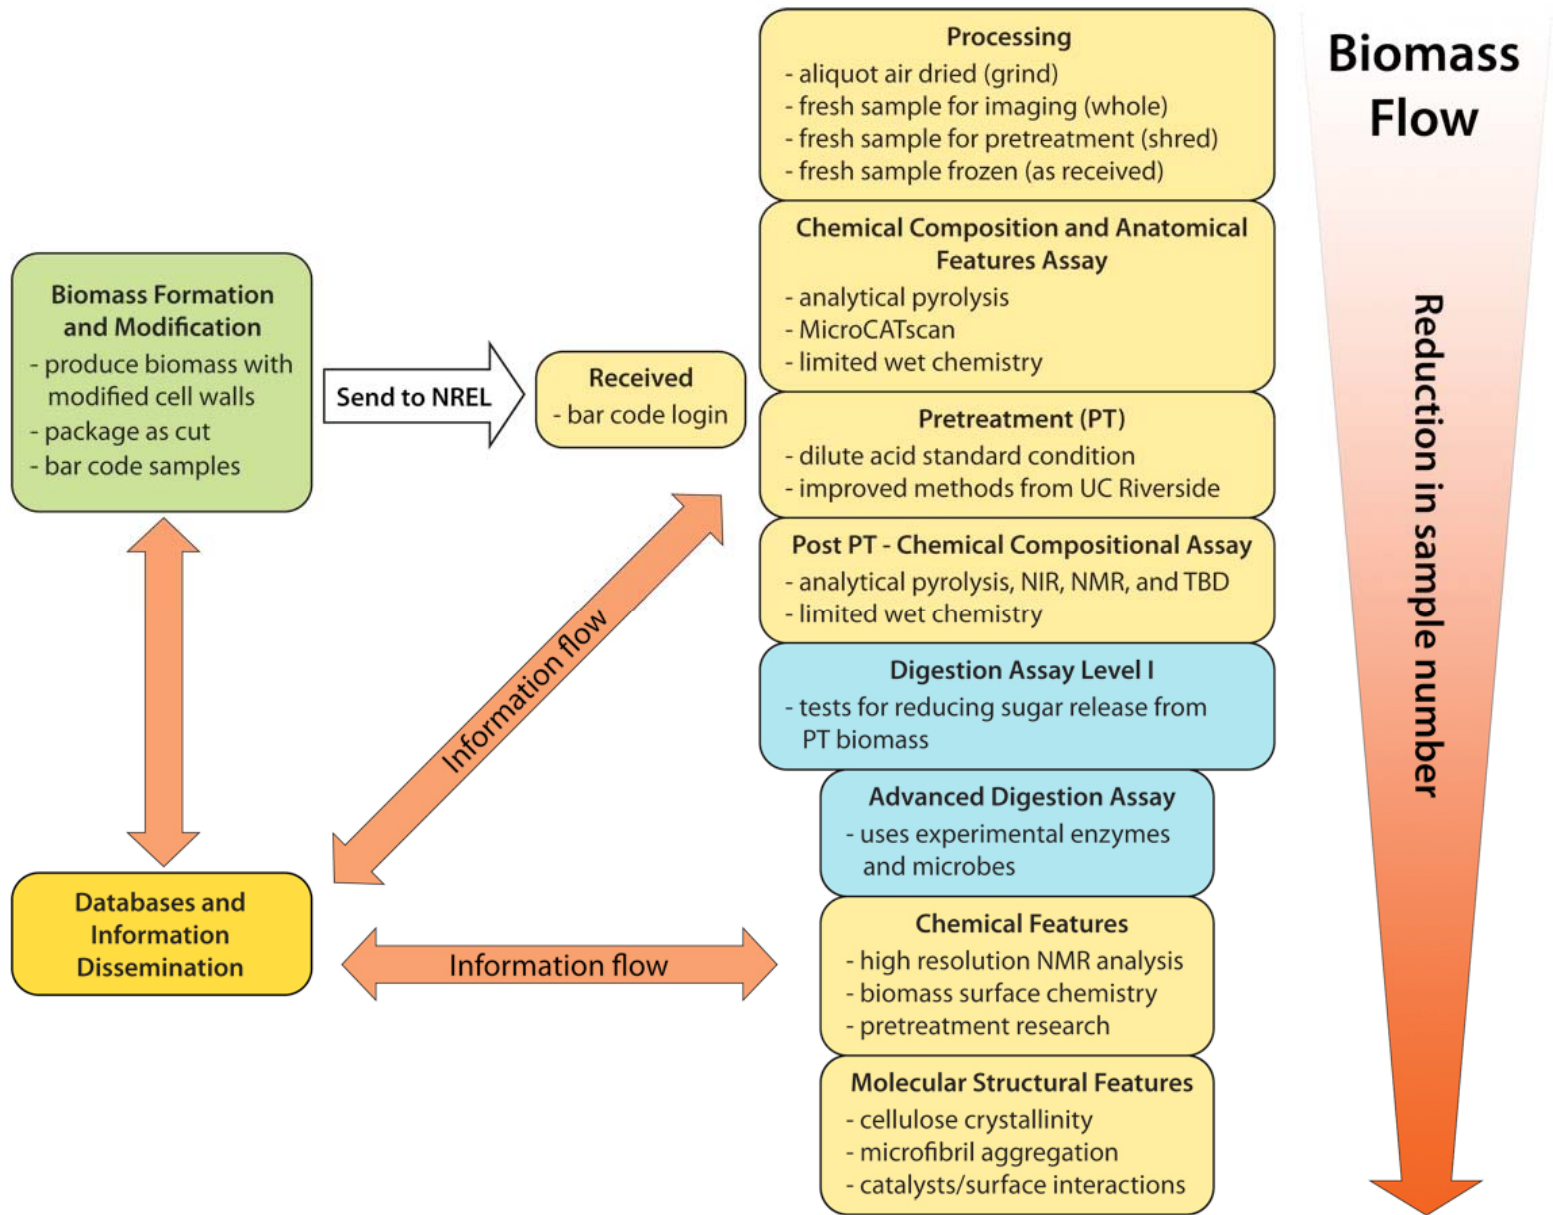 Biomass Formation
and Modification
- produce biomass with
modified cell walls
- package as cut
- bar code samples
Send to NREL
Received
- bar code login
Databases and
Information
Dissemination
Information flow
Information flow
Processing
- aliquot air dried (grind)
- fresh sample for imaging (whole)
- fresh sample for pretreatment (shred)
- fresh sample frozen (as received)
Chemical Composition and Anatomical
Features Assay
- analytical pyrolysis
- MicroCATscan
- limited wet chemistry
Pretreatment (PT)
- dilute acid standard condition
- improved methods from UC Riverside
Post PT - Chemical Compositional Assay
- analytical pyrolysis, NIR, NMR, and TBD
- limited wet chemistry
Digestion Assay Level I
- tests for reducing sugar release from
PT biomass
Advanced Digestion Assay
- uses experimental enzymes
and microbes
Chemical Features
- high resolution NMR analysis
- biomass surface chemistry
- pretreatment research
Molecular Structural Features
- cellulose crystallinity
- microfibril aggregation
- catalysts/surface interactions
Biomass
Flow
Reduction in sample number